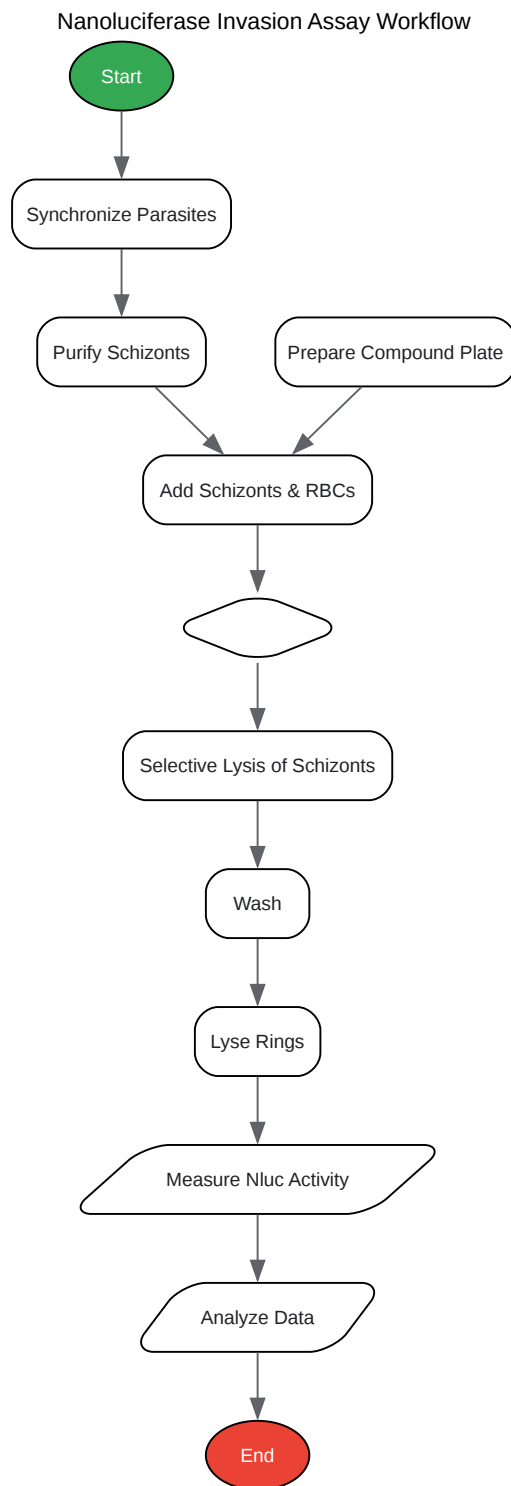 Nanoluciferase Invasion Assay Workflow
Start
Synchronize Parasites
Purify Schizonts
Prepare Compound Plate
Add Schizonts & RBCs
Selective Lysis of Schizonts
Wash
Lyse Rings
Measure Nluc Activity
Analyze Data
End